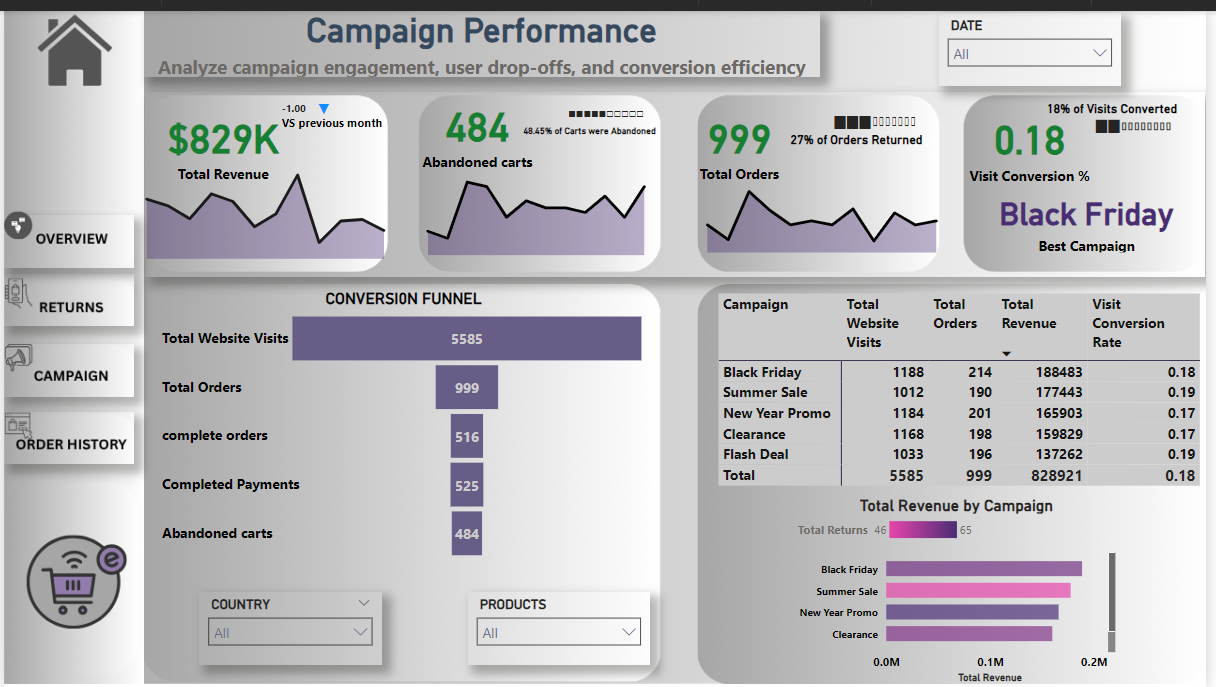 Campaign Performance
Analyze campaign engagement, user drop-offs, and conversion efficiency
DATE
All
OVERVIEW
RETURNS
CAMPAIGN
ORDER HISTORY
e
-1.00
VS previous month
$829K
Total Revenue
484
48.45% of Carts were Abandoned
Abandoned carts
999
27% of Orders Returned
Total Orders
18% of Visits Converted
0.18
Visit Conversion %
Black Friday
Best Campaign
CONVERSION FUNNEL
Total Website Visits 5585
Total Orders 999
complete orders 516
Completed Payments 525
Abandoned carts 484
COUNTRY
All
PRODUCTS
All
Campaign Total Website Visits Total Orders Total Revenue Visit Conversion Rate
Black Friday 1188 214 188483 0.18
Summer Sale 1012 190 177443 0.19
New Year Promo 1184 201 165903 0.17
Clearance 1168 198 159829 0.17
Flash Deal 1033 196 137262 0.19
Total 5585 999 828921 0.18
Total Revenue by Campaign
Total Returns 46 65
Black Friday
Summer Sale
New Year Promo
Clearance
0.0M 0.1M 0.2M
Total Revenue